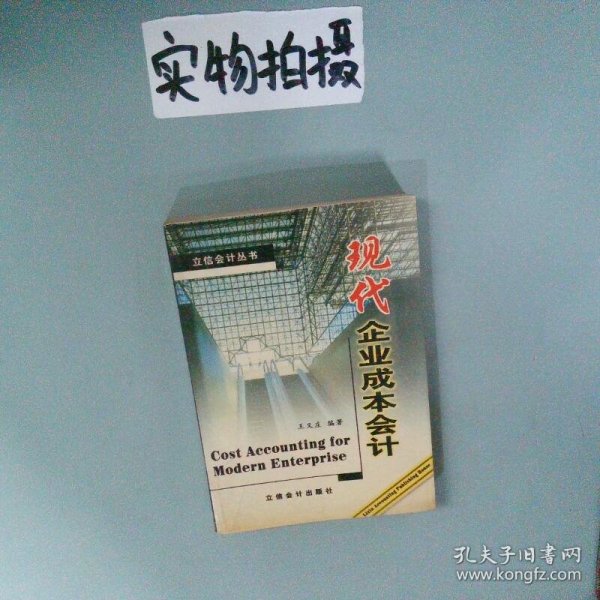 实物拍摄
立信会计丛书
现代
企业成本会计
王又庄 编著
Cost Accounting for
Modern Enterprise
立信会计出版社
Lixin Accounting Publishing House
孔夫子旧书网
www.kongfz.com